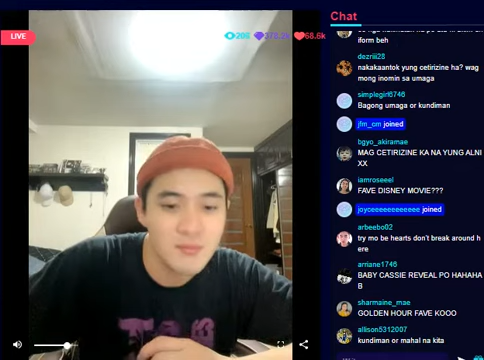 LIVE
208
68.6k
Chat
iform beh
dezriii28
nakakaantok yung cetirizine ha? wag
mong inomin sa umaga
simplegirl6746
Bagong umaga or kundiman
jfm_cm joined
bgyo_akiramae
MAG CETIRIZINE KA NA YUNG ALNI
XX
iamroseeel
FAVE DISNEY MOVIE???
joyceeeeeeeeeeee joined
arbeebo02
try mo be hearts don't break around h
ere
arriane1746
BABY CASSIE REVEAL PO HAHAHA
B
sharmaine_mae
GOLDEN HOUR FAVE KOOO
allison5312007
kundiman or mahal na kita